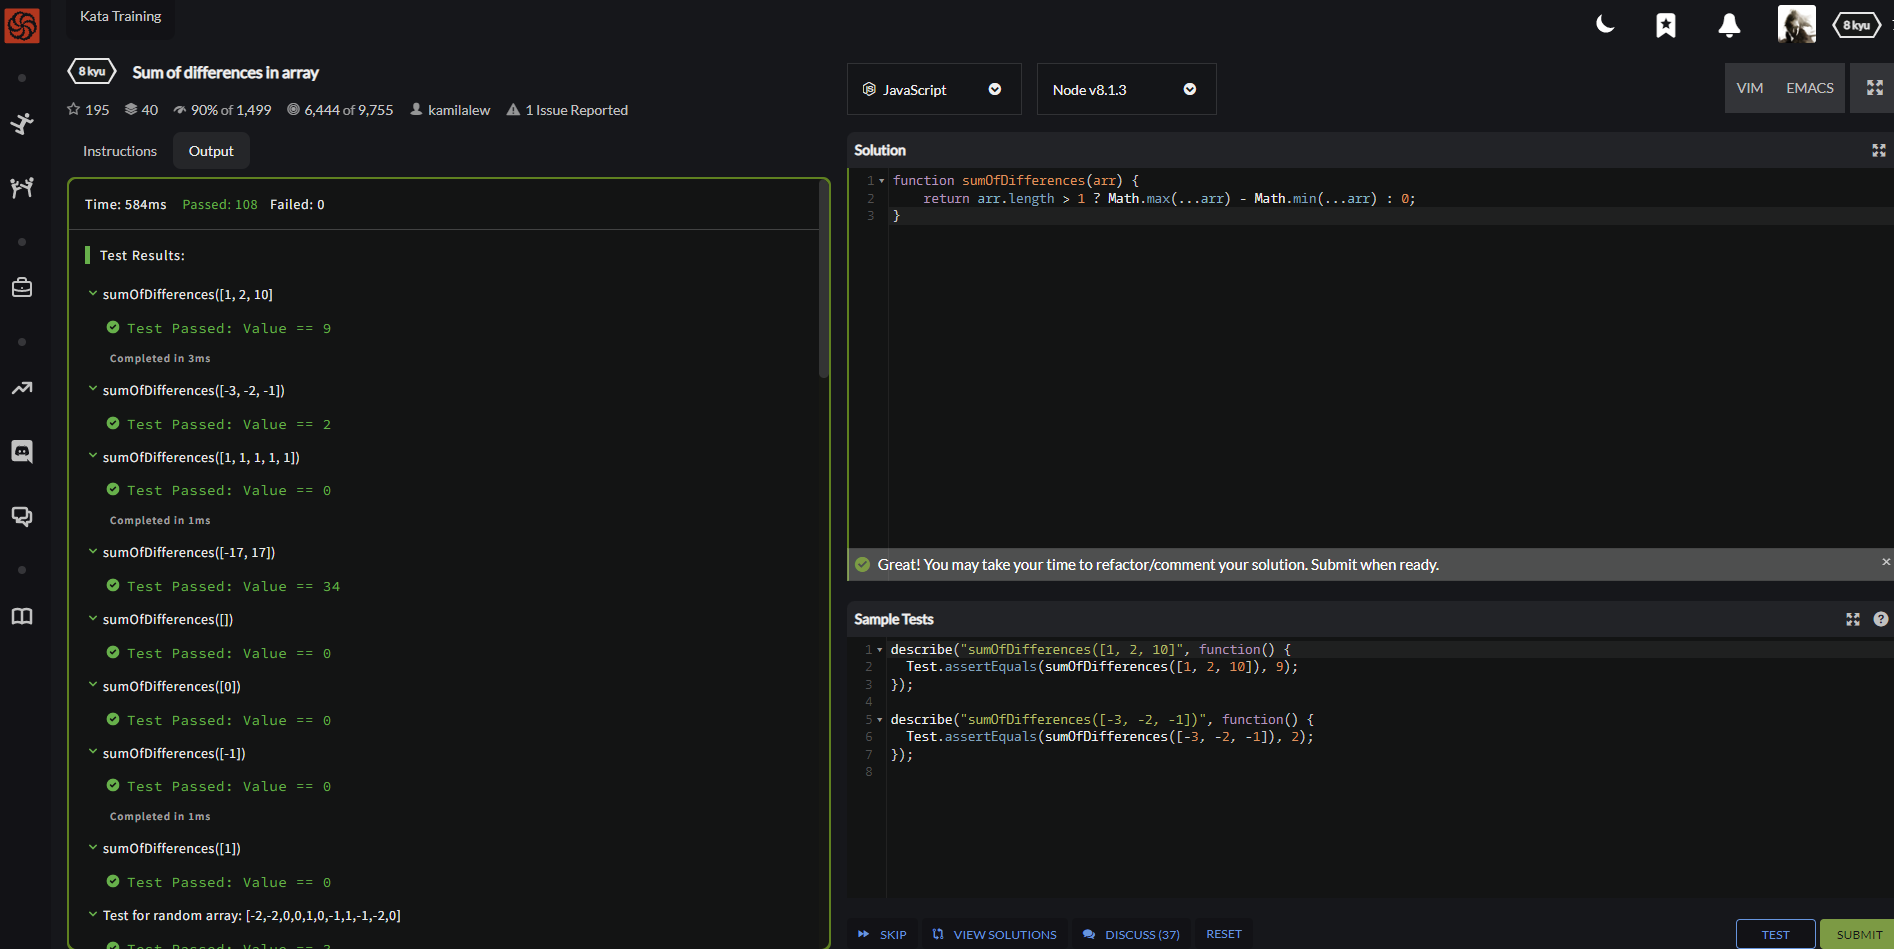 Kata Training
8 kyu
8 kyu Sum of differences in array
195 40 90% of 1,499 6,444 of 9,755 kamilalew 1 Issue Reported
Instructions Output
Time: 584ms Passed: 108 Failed: 0
Test Results:
sumOfDifferences([1, 2, 10]
Test Passed: Value == 9
Completed in 3ms
sumOfDifferences([-3, -2, -1])
Test Passed: Value == 2
sumOfDifferences([1, 1, 1, 1, 1])
Test Passed: Value == 0
Completed in 1ms
sumOfDifferences([-17, 17])
Test Passed: Value == 34
sumOfDifferences([])
Test Passed: Value == 0
sumOfDifferences([0])
Test Passed: Value == 0
sumOfDifferences([-1])
Test Passed: Value == 0
Completed in 1ms
sumOfDifferences([1])
Test Passed: Value == 0
Test for random array: [-2,-2,0,0,1,0,-1,1,-1,-2,0]
Test Passed: Value == 3
JavaScript Node v8.1.3 VIM EMACS
Solution
1 function sumOfDifferences(arr) {
2 return arr.length > 1 ? Math.max(...arr) - Math.min(...arr) : 0;
3 }
Great! You may take your time to refactor/comment your solution. Submit when ready.
Sample Tests
1 describe("sumOfDifferences([1, 2, 10]", function() {
2 Test.assertEquals(sumOfDifferences([1, 2, 10]), 9);
3 });
4
5 describe("sumOfDifferences([-3, -2, -1])", function() {
6 Test.assertEquals(sumOfDifferences([-3, -2, -1]), 2);
7 });
8
SKIP VIEW SOLUTIONS DISCUSS (37) RESET TEST SUBMIT